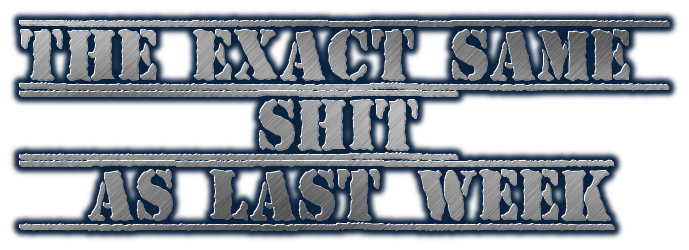 THE EXACT SAME
SHIT
AS LAST WEEK